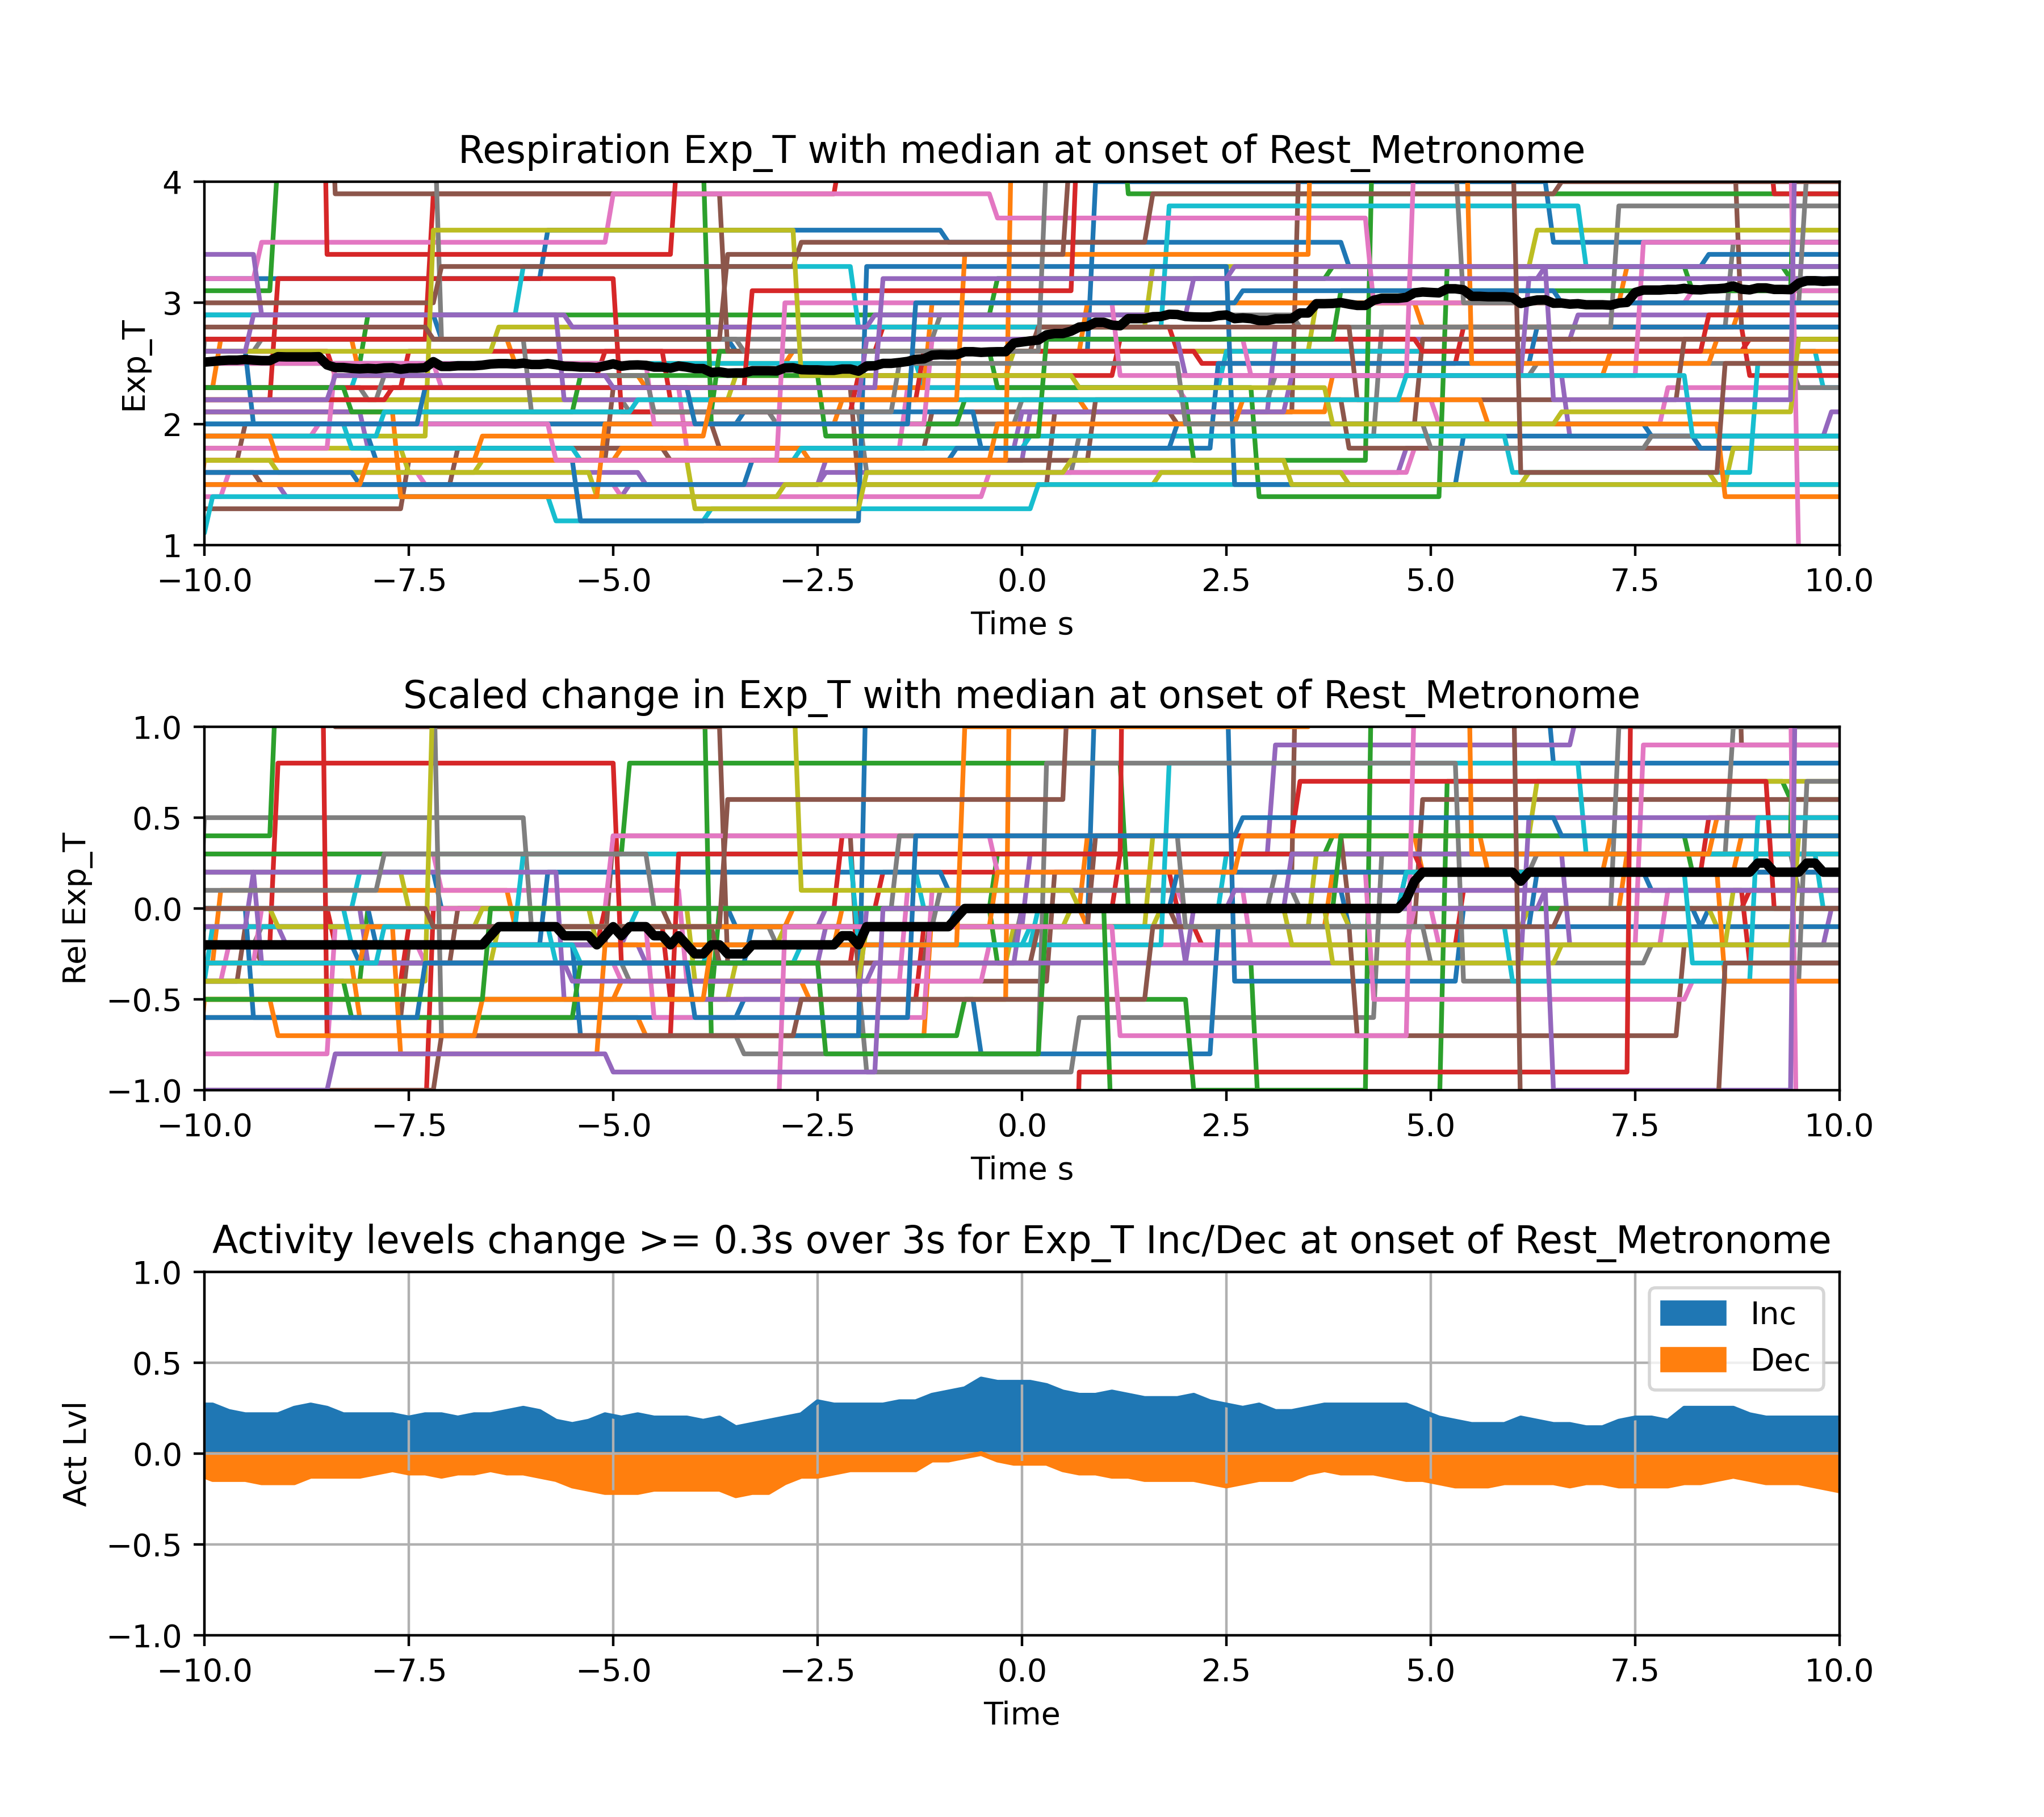 Respiration Exp_T with median at onset of Rest_Metronome
4
3
2
1
Exp_T
−10.0 −7.5 −5.0 −2.5 0.0 2.5 5.0 7.5 10.0
Time s
Scaled change in Exp_T with median at onset of Rest_Metronome
1.0
0.5
0.0
−0.5
−1.0
Rel Exp_T
−10.0 −7.5 −5.0 −2.5 0.0 2.5 5.0 7.5 10.0
Time s
Activity levels change >= 0.3s over 3s for Exp_T Inc/Dec at onset of Rest_Metronome
1.0
0.5
0.0
−0.5
−1.0
Act Lvl
Inc
Dec
−10.0 −7.5 −5.0 −2.5 0.0 2.5 5.0 7.5 10.0
Time